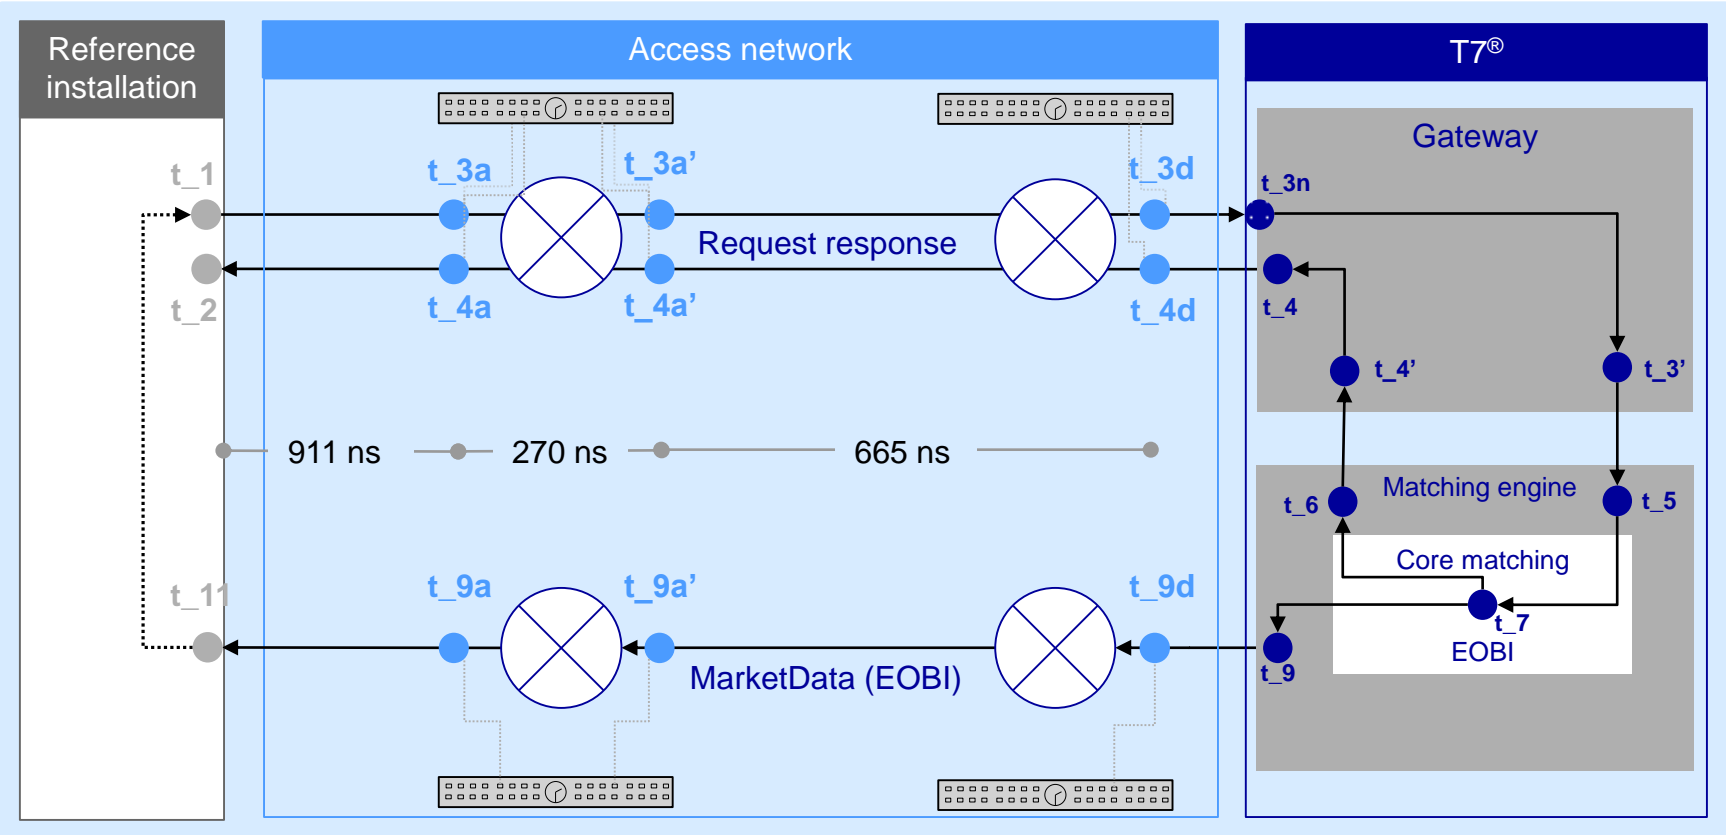 Reference
installation
Access network
T7®
Gateway
t_1
t_3a
t_3a’
t_3d
t_3n
Request response
t_2
t_4a
t_4a’
t_4d
t_4
t_4’
t_3’
911 ns
270 ns
665 ns
Matching engine
t_6
t_5
Core matching
t_7
EOBI
t_11
t_9a
t_9a’
t_9d
t_9
MarketData (EOBI)